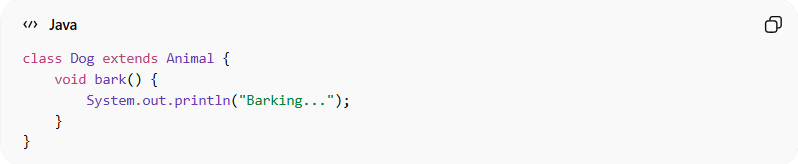 </> Java
class Dog extends Animal {
    void bark() {
        System.out.println("Barking...");
    }
}